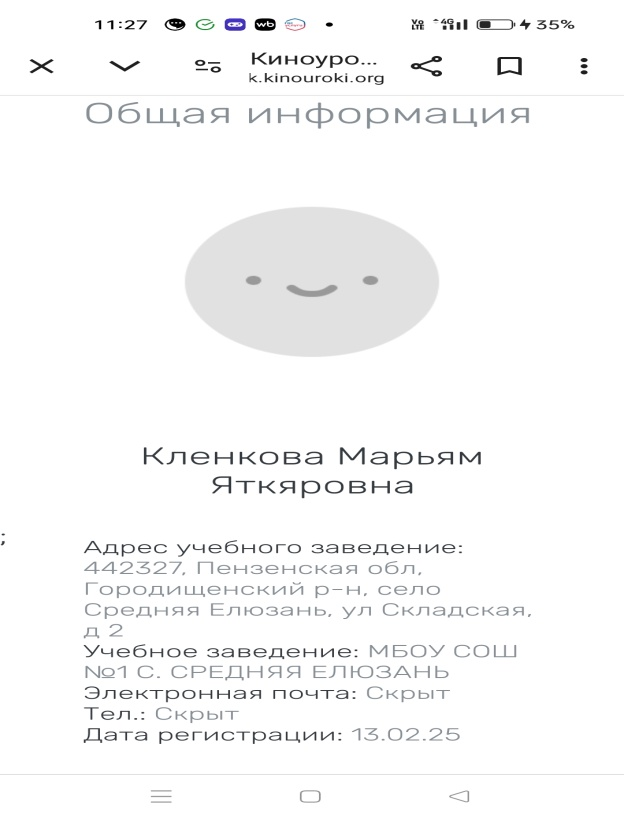 11:27
Vo LTE 4G 35%
Киноуро...
k.kinouroki.org
Общая информация
Кленкова Марьям
Яткяровна
;
Адрес учебного заведение:
442327, Пензенская обл,
Городищенский р-н, село
Средняя Елюзань, ул Складская,
д 2
Учебное заведение: МБОУ СОШ
№1 С. СРЕДНЯЯ ЕЛЮЗАНЬ
Электронная почта: Скрыт
Тел.: Скрыт
Дата регистрации: 13.02.25